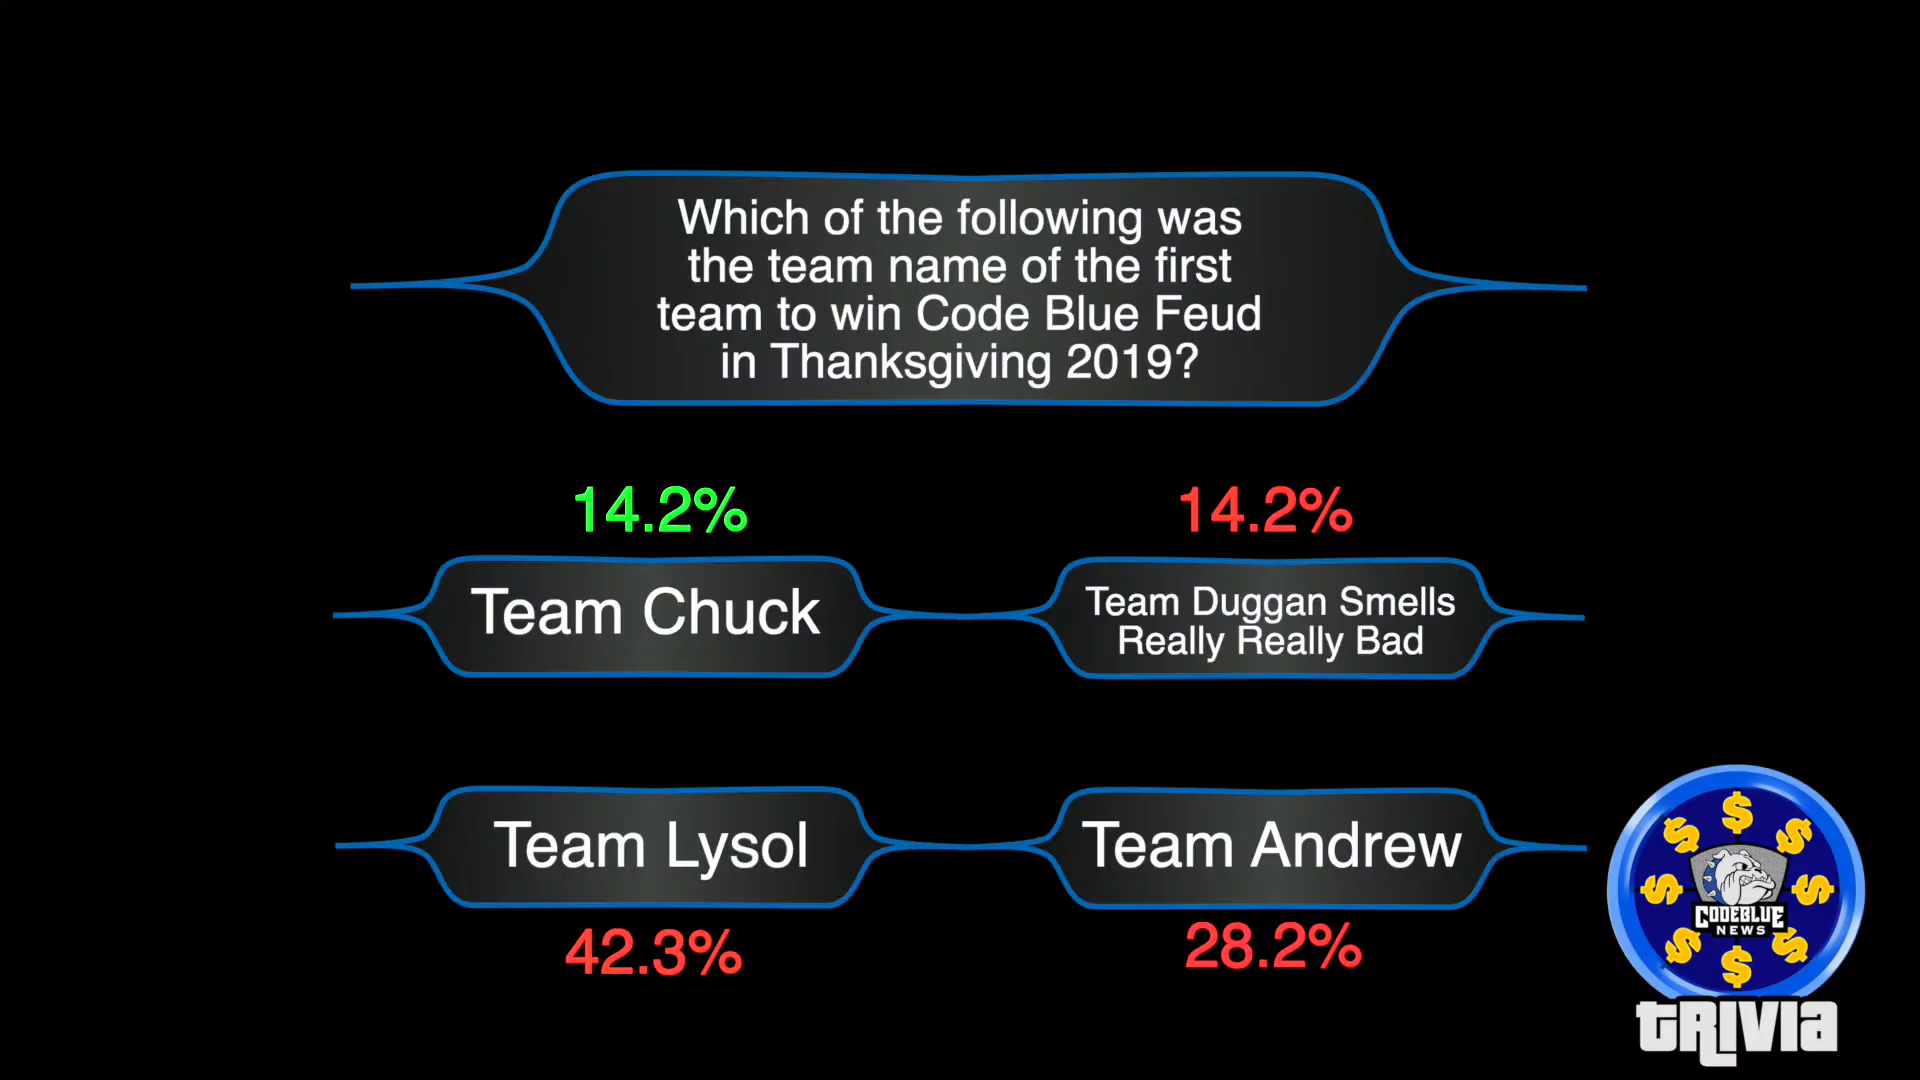 Which of the following was
the team name of the first
team to win Code Blue Feud
in Thanksgiving 2019?
14.2%
14.2%
Team Chuck
Team Duggan Smells
Really Really Bad
Team Lysol
Team Andrew
42.3%
28.2%
$ $ $ $ $ $ $ $
CODEBLUE
NEWS
TRIVIA